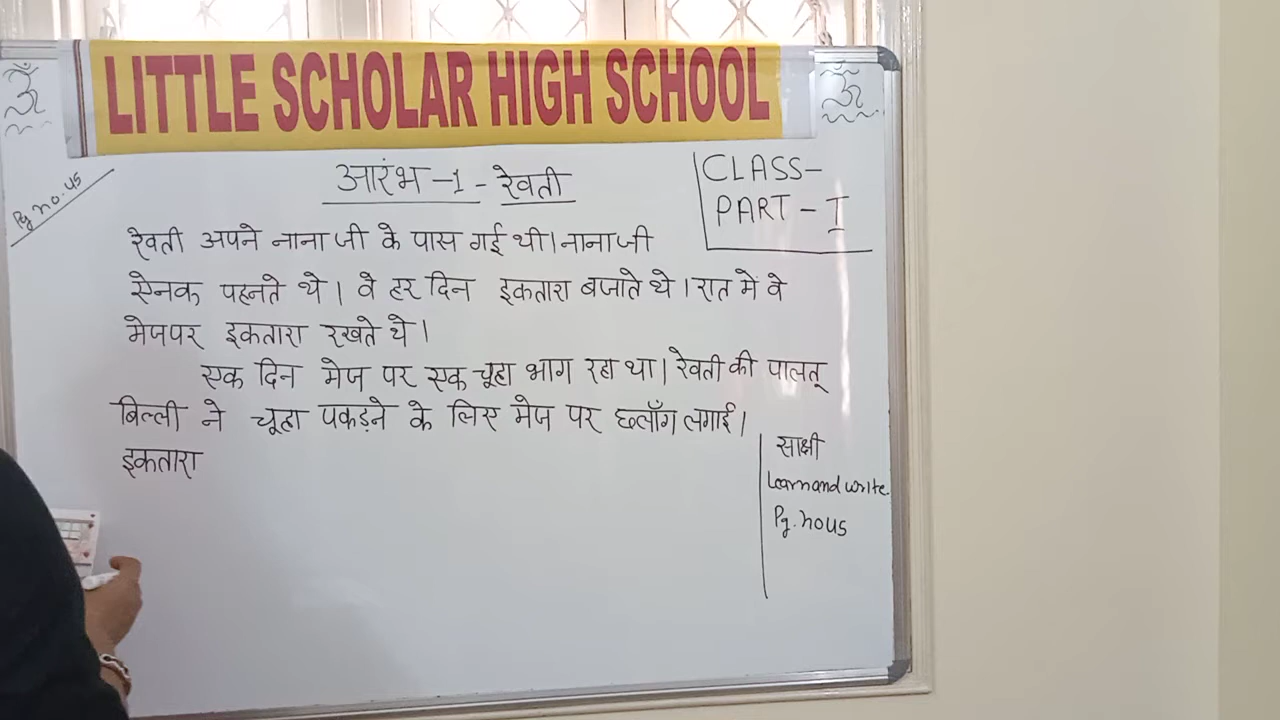 LITTLE SCHOLAR HIGH SCHOOL
ॐ
ॐ
Pg no. 45
आरंभ -1 - रेवती
CLASS-
PART - I
रेवती अपने नाना जी के पास गई थी। नाना जी
ऐनक पहनते थे। वे हर दिन इकतारा बजाते थे। रात में वे
मेज पर इकतारा रखते थे।
एक दिन मेज पर एक चूहा भाग रहा था। रेवती की पालतू
बिल्ली ने चूहा पकड़ने के लिए मेज पर छलाँग लगाई।
इकतारा
साक्षी
Learn and write.
Pg. no 45